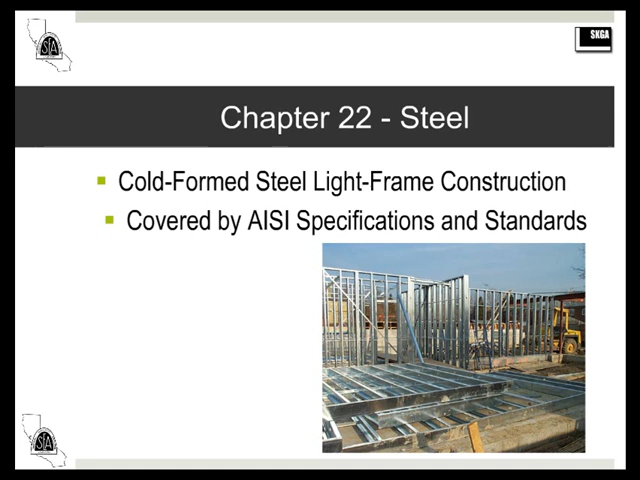 SKGA
Chapter 22 - Steel
Cold-Formed Steel Light-Frame Construction
Covered by AISI Specifications and Standards